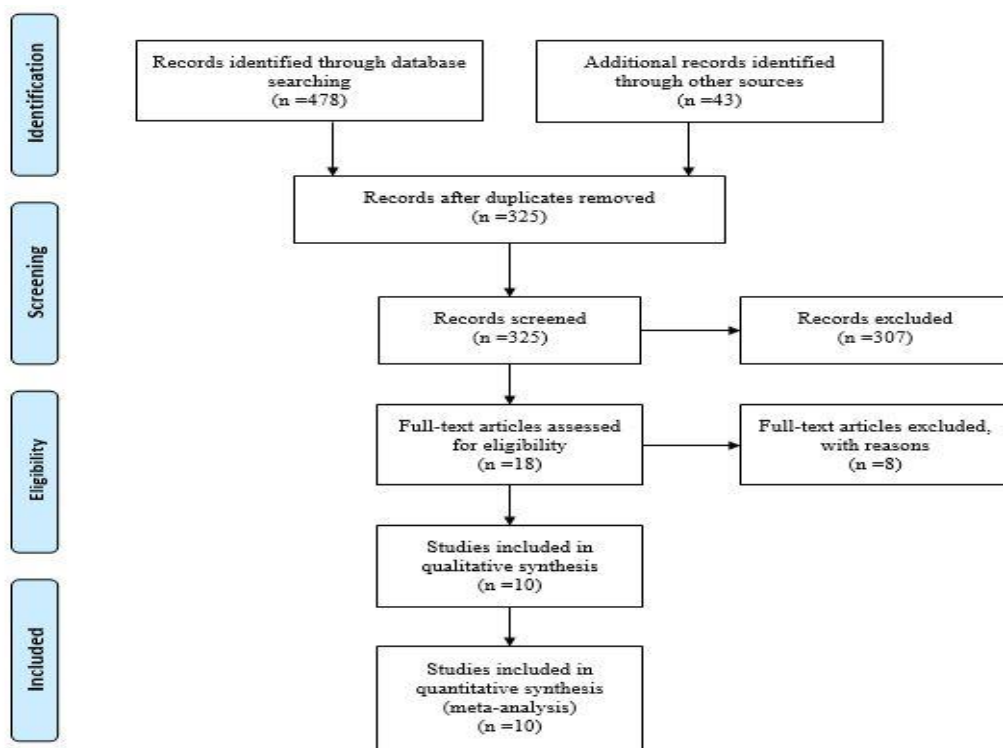 Identification
Records identified through database
searching
(n =478)
Additional records identified
through other sources
(n =43)
Records after duplicates removed
(n =325)
Screening
Records screened
(n =325)
Records excluded
(n =307)
Eligibility
Full-text articles assessed
for eligibility
(n =18)
Full-text articles excluded,
with reasons
(n =8)
Studies included in
qualitative synthesis
(n =10)
Included
Studies included in
quantitative synthesis
(meta-analysis)
(n =10)